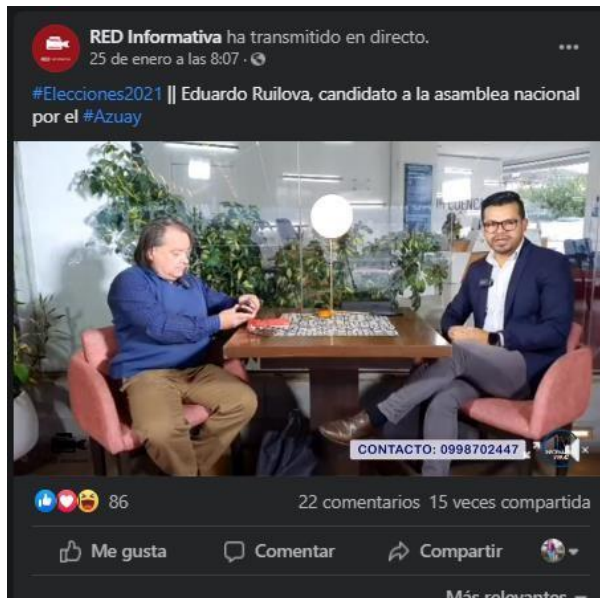 RED Informativa ha transmitido en directo.
25 de enero a las 8:07 ·
#Elecciones2021 || Eduardo Ruilova, candidato a la asamblea nacional
por el #Azuay
CONTACTO: 0998702447
86
22 comentarios 15 veces compartida
Me gusta
Comentar
Compartir
Más relevantes